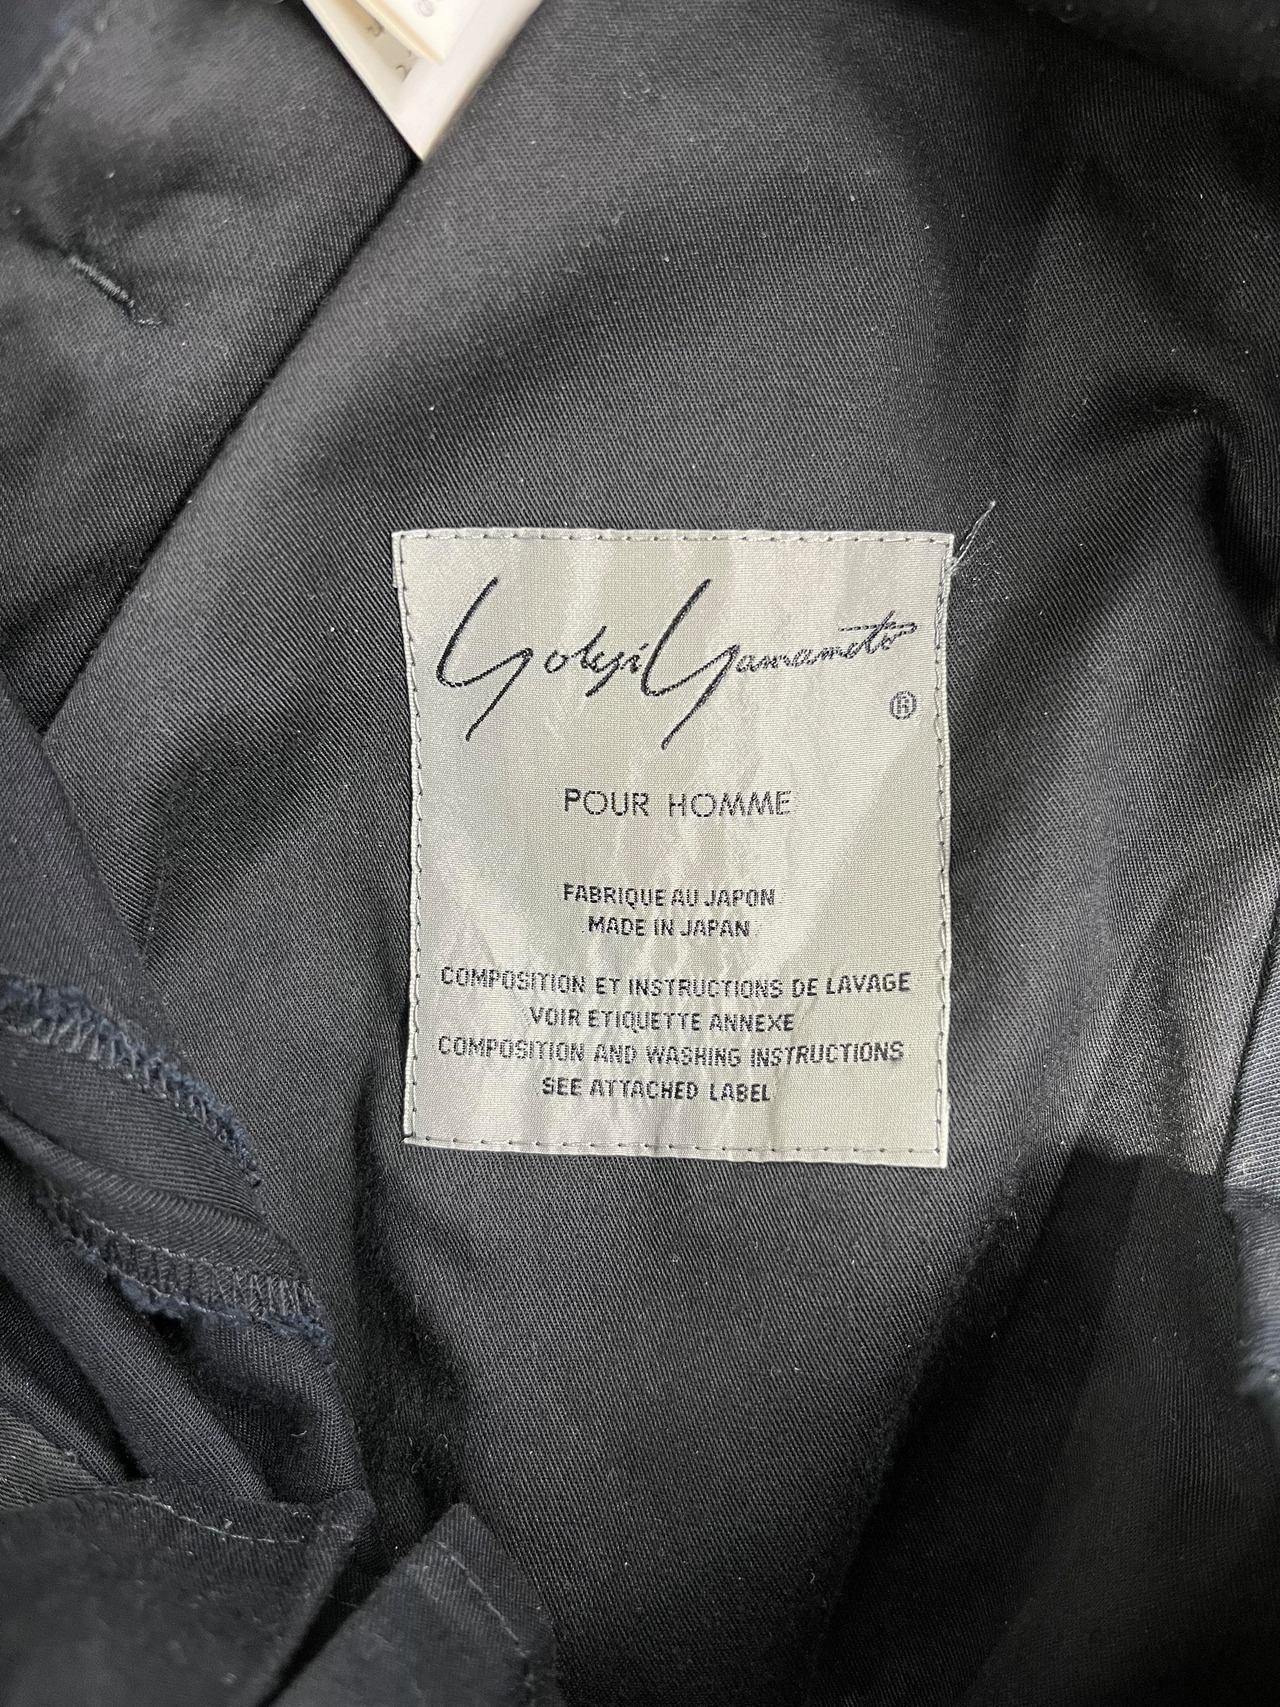 Yohji Yamamoto
®
POUR HOMME
FABRIQUE AU JAPON
MADE IN JAPAN
COMPOSITION ET INSTRUCTIONS DE LAVAGE
VOIR ETIQUETTE ANNEXE
COMPOSITION AND WASHING INSTRUCTIONS
SEE ATTACHED LABEL